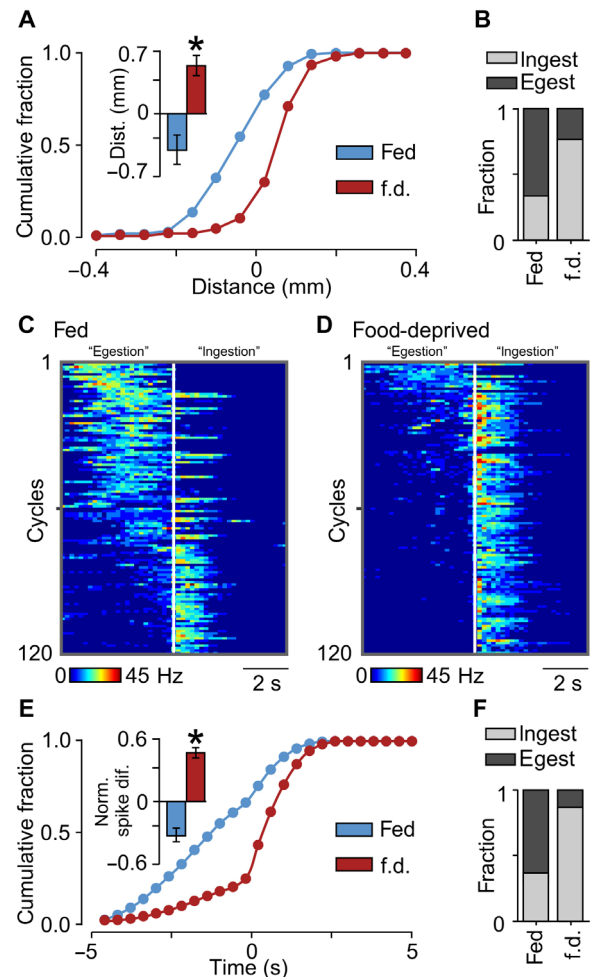 A
Cumulative fraction
1.0
0.5
0.0
Dist. (mm)
0.7
0
−0.7
*
Fed
f.d.
−0.4
0
0.4
Distance (mm)
B
Ingest
Egest
Fraction
1
0
Fed
f.d.
C
Fed
“Egestion”
“Ingestion”
1
Cycles
120
0
45 Hz
2 s
D
Food-deprived
“Egestion”
“Ingestion”
1
Cycles
120
0
45 Hz
2 s
E
Cumulative fraction
1.0
0.5
0.0
Norm.
spike dif.
0.6
0
−0.6
*
Fed
f.d.
−5
0
5
Time (s)
F
Ingest
Egest
Fraction
1
0
Fed
f.d.